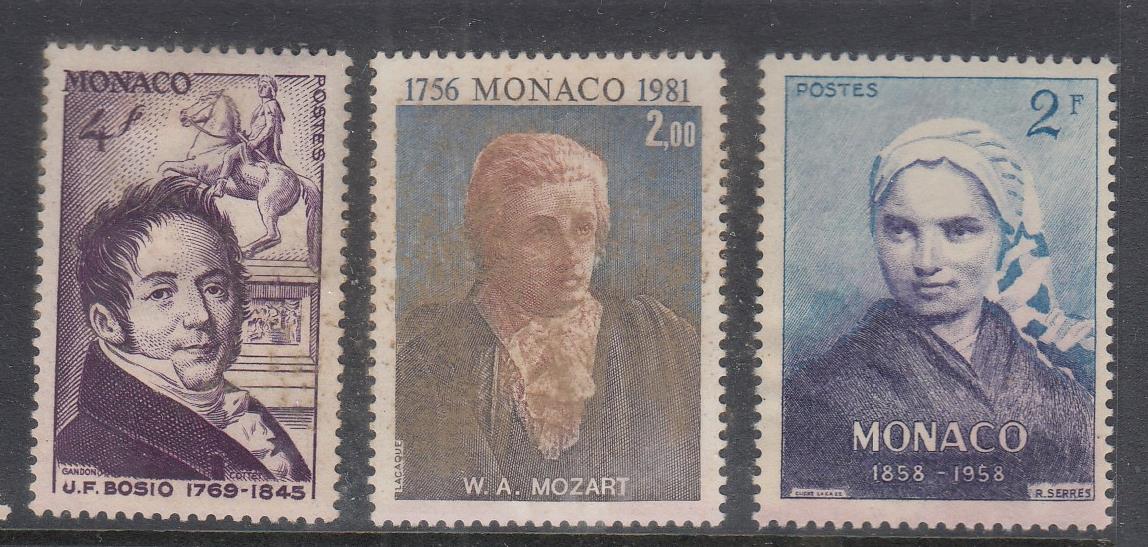 MONACO
4f
POSTES
GANDON
COTTET
J.F. BOSIO 1769-1845
1756 MONACO 1981
2,00
LACAQUE
W. A. MOZART
POSTES
2F
MONACO
1858-1958
R. SERRES